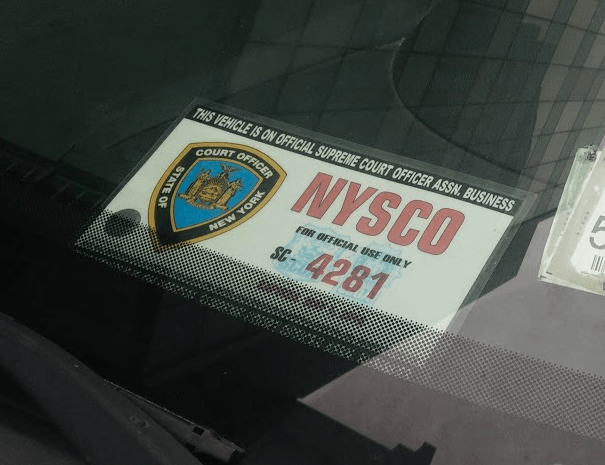 THIS VEHICLE IS ON OFFICIAL SUPREME COURT OFFICER ASSN. BUSINESS
COURT OFFICER
STATE OF
NEW YORK
NYSCO
FOR OFFICIAL USE ONLY
SC- 4281
5